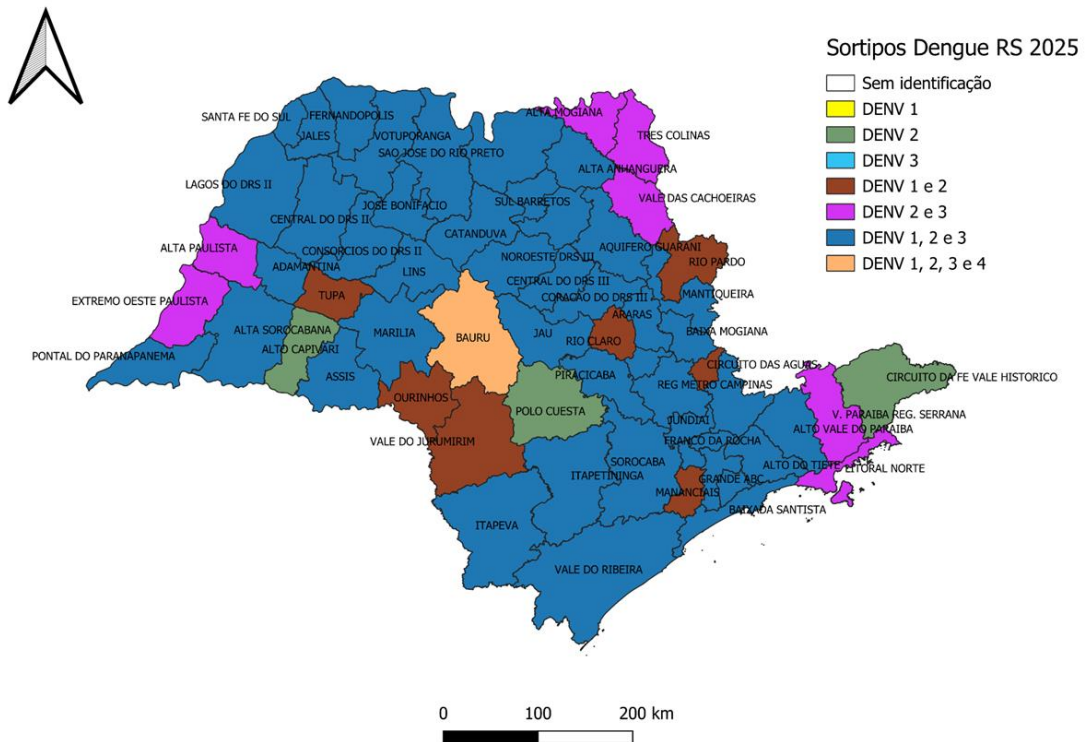 Sortipos Dengue RS 2025
Sem identificação
DENV 1
DENV 2
DENV 3
DENV 1 e 2
DENV 2 e 3
DENV 1, 2 e 3
DENV 1, 2, 3 e 4
SANTA FE DO SUL
FERNANDOPOLIS
JALES
VOTUPORANGA
SAO JOSE DO RIO PRETO
ALTA MOGIANA
TRES COLINAS
ALTA ANHANGUERA
LAGOS DO DRS II
VALE DAS CACHOEIRAS
JOSE BONIFACIO
SUL BARRETOS
CENTRAL DO DRS II
CATANDUVA
ALTA PAULISTA
CONSORCIOS DO DRS II
AQUIFERO GUARANI
NOROESTE DRS III
RIO PARDO
ADAMANTINA
LINS
CENTRAL DO DRS III
TUPA
CORACAO DO DRS III
MANTIQUEIRA
EXTREMO OESTE PAULISTA
ARARAS
ALTA SOROCABANA
MARILIA
BAURU
JAU
RIO CLARO
BAIXA MOGIANA
ALTO CAPIVARI
PONTAL DO PARANAPANEMA
ASSIS
PIRACICABA
CIRCUITO DAS AGUAS
REG METRO CAMPINAS
CIRCUITO DA FE VALE HISTORICO
OURINHOS
POLO CUESTA
V. PARAIBA REG. SERRANA
JUNDIAI
ALTO VALE DO PARAIBA
VALE DO JURUMIRIM
FRANCO DA ROCHA
SOROCABA
ALTO DO TIETE
LITORAL NORTE
ITAPETININGA
GRANDE ABC
MANANCIAIS
BAIXADA SANTISTA
ITAPEVA
VALE DO RIBEIRA
0 100 200 km